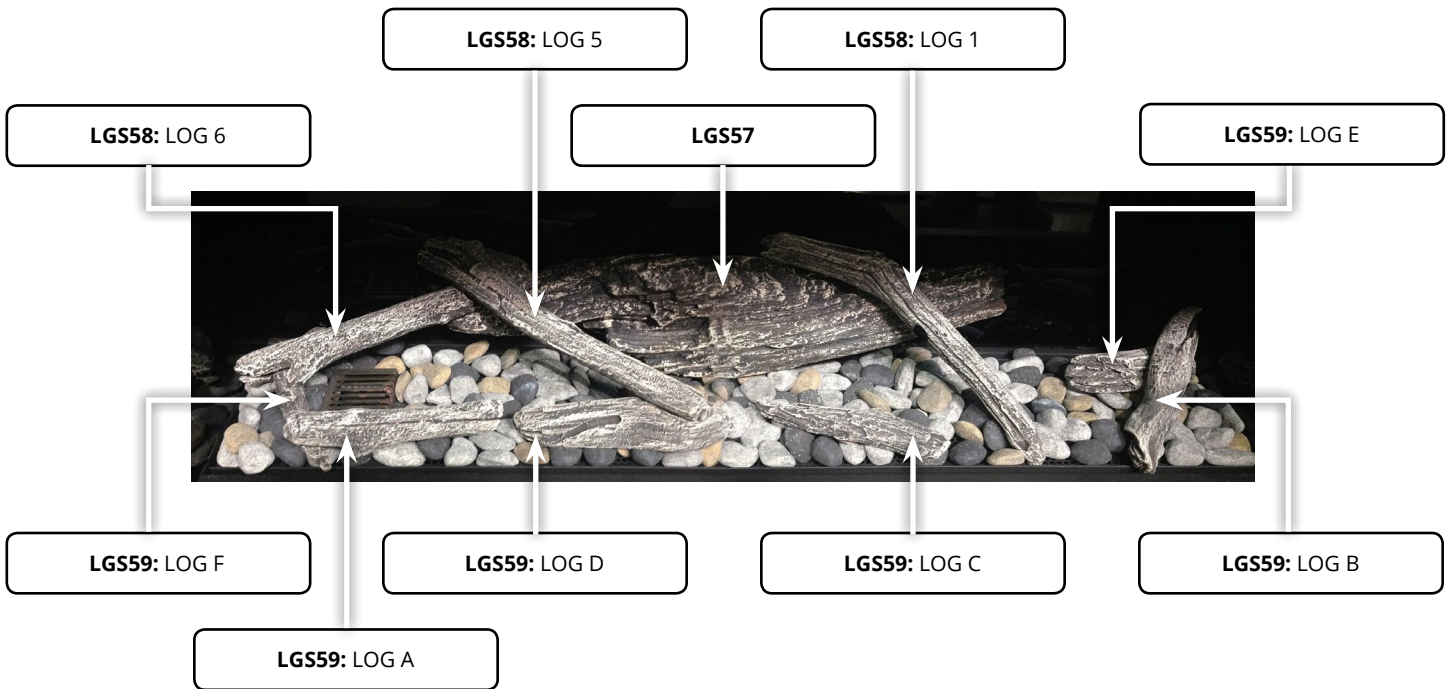 LGS58: LOG 5
LGS58: LOG 1
LGS58: LOG 6
LGS57
LGS59: LOG E
LGS59: LOG F
LGS59: LOG D
LGS59: LOG C
LGS59: LOG B
LGS59: LOG A